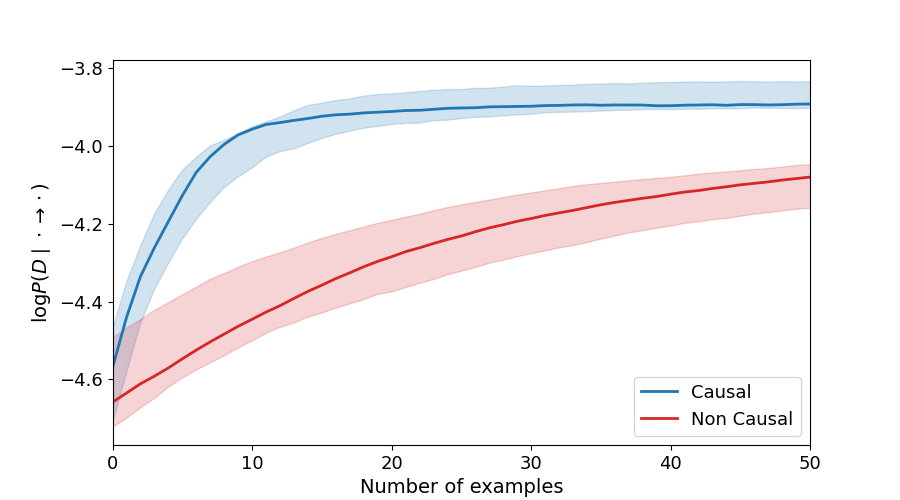 −3.8
−4.0
−4.2
−4.4
−4.6
0 10 20 30 40 50
logP(D | · → ·)
Number of examples
Causal
Non Causal